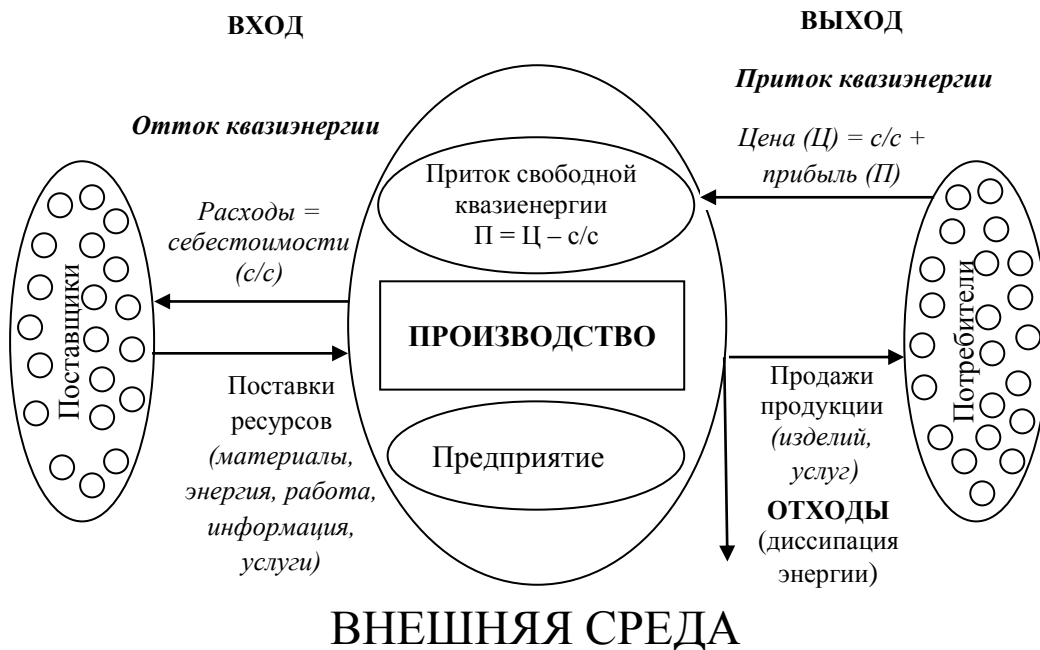 ВХОД
ВЫХОД
Приток квазиэнергии
Отток квазиэнергии
Цена (Ц) = с/с +
прибыль (П)
Приток свободной
квазиенергии
П = Ц – с/с
Расходы =
себестоимости
(с/с)
Поставщики
ПРОИЗВОДСТВО
Потребители
Поставки
ресурсов
(материалы,
энергия, работа,
информация,
услуги)
Предприятие
Продажи
продукции
(изделий,
услуг)
ОТХОДЫ
(диссипация
энергии)
ВНЕШНЯЯ СРЕДА